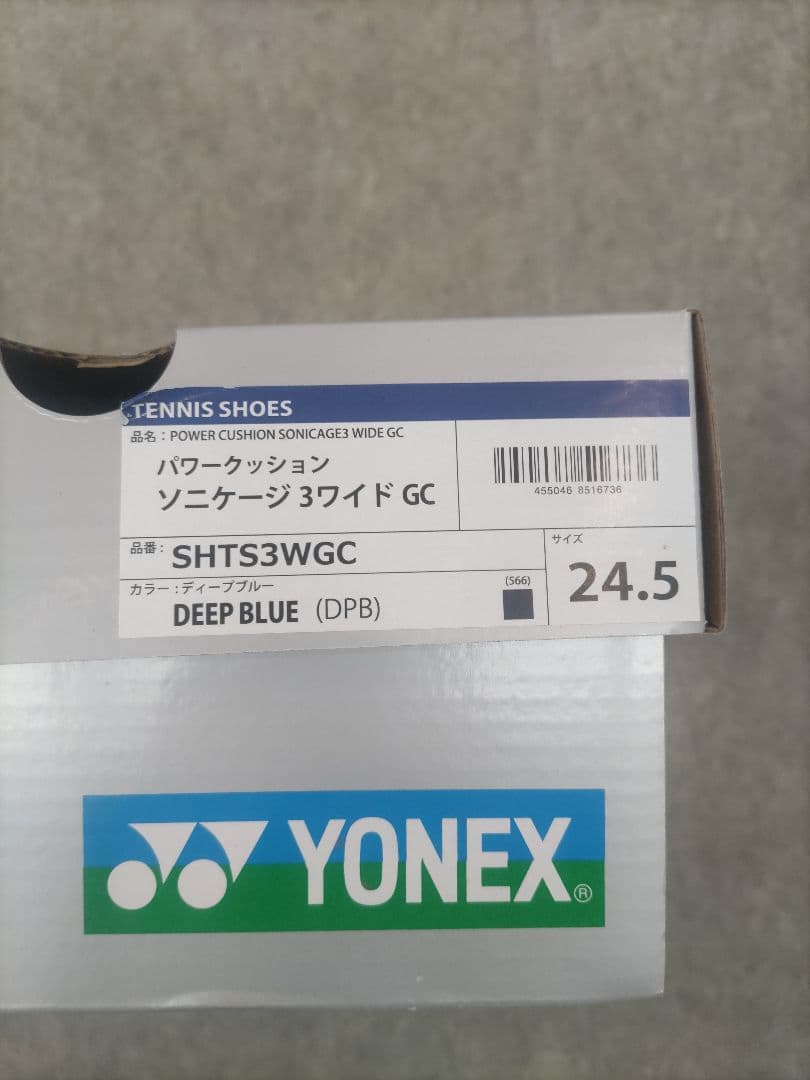 TENNIS SHOES
品名：POWER CUSHION SONICAGE3 WIDE GC
パワークッション
ソニケージ 3ワイド GC
455046 8516736
品番：SHTS3WGC
カラー：ディープブルー
DEEP BLUE (DPB)
(566)
サイズ
24.5
YONEX®